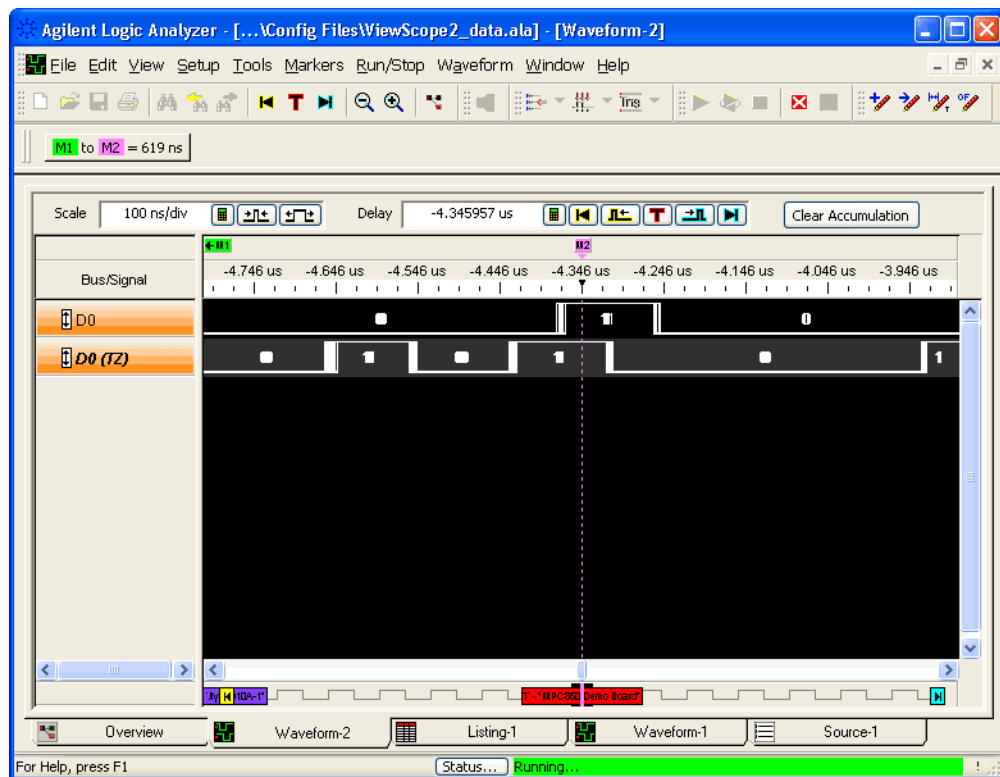 Agilent Logic Analyzer - [...\Config Files\ViewScope2_data.ala] - [Waveform-2]
File Edit View Setup Tools Markers Run/Stop Waveform Window Help
M1 to M2 = 619 ns
Scale 100 ns/div Delay -4.345957 us Clear Accumulation
M1 M2
Bus/Signal -4.746 us -4.646 us -4.546 us -4.446 us -4.346 us -4.246 us -4.146 us -4.046 us -3.946 us
D0 0 1 0
D0 (TZ) 0 1 0 1 0 1
T - "MPC860 Demo Board"
Overview Waveform-2 Listing-1 Waveform-1 Source-1
For Help, press F1 Status... Running... !